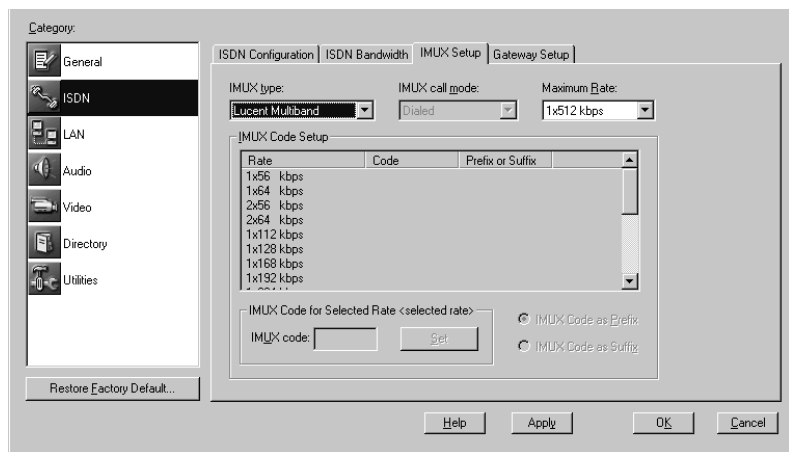 Category:
General
ISDN
LAN
Audio
Video
Directory
Utilities
Restore Factory Default...
ISDN Configuration
ISDN Bandwidth
IMUX Setup
Gateway Setup
IMUX type:
IMUX call mode:
Maximum Rate:
Lucent Multiband
Dialed
1x512 kbps
IMUX Code Setup
Rate Code Prefix or Suffix
1x56 kbps
1x64 kbps
2x56 kbps
2x64 kbps
1x112 kbps
1x128 kbps
1x168 kbps
1x192 kbps
IMUX Code for Selected Rate <selected rate>
IMUX code:
Set
IMUX Code as Prefix
IMUX Code as Suffix
Help
Apply
OK
Cancel